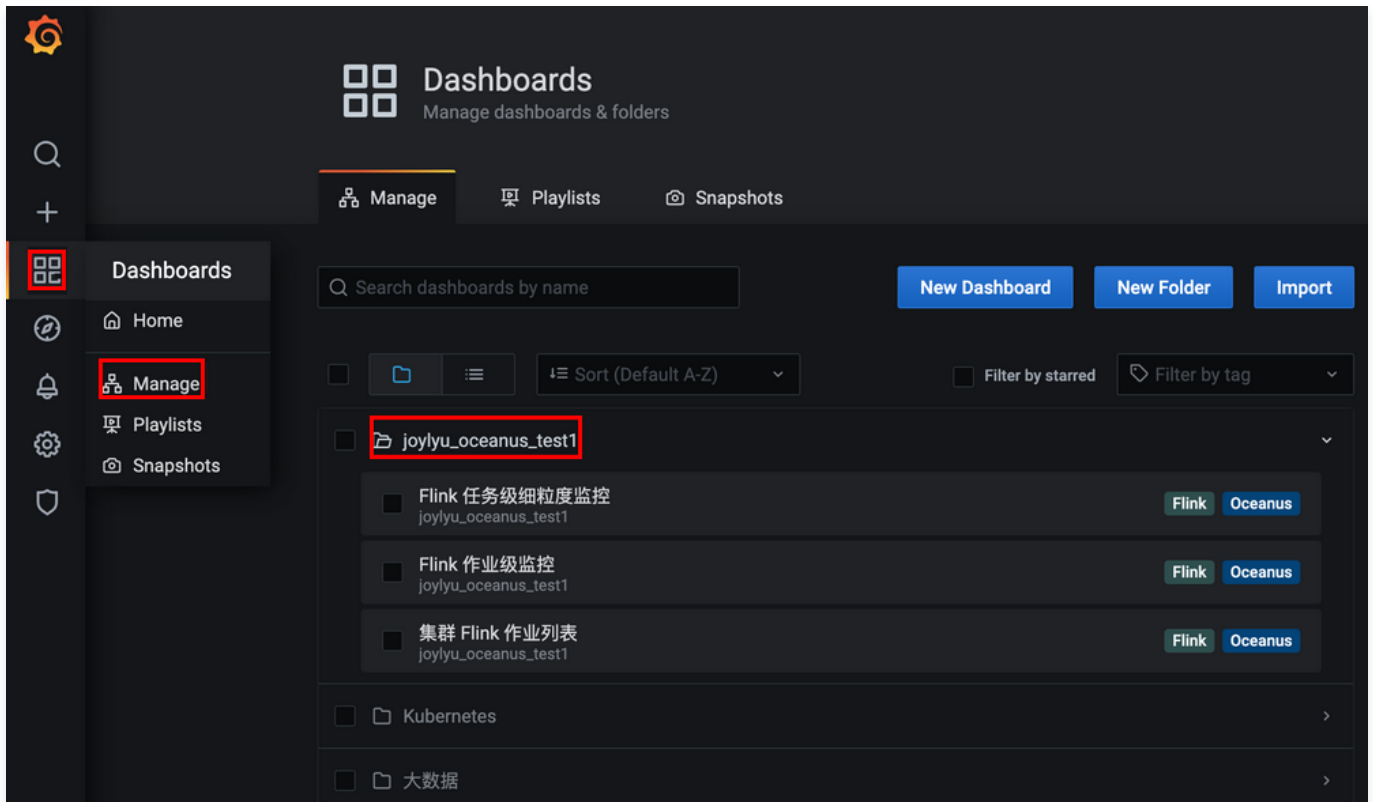 Dashboards
Manage dashboards & folders
Manage
Playlists
Snapshots
Dashboards
Home
Manage
Playlists
Snapshots
Search dashboards by name
New Dashboard
New Folder
Import
Sort (Default A-Z)
Filter by starred
Filter by tag
joylyu_oceanus_test1
Flink 任务级细粒度监控
joylyu_oceanus_test1
Flink Oceanus
Flink 作业级监控
joylyu_oceanus_test1
Flink Oceanus
集群 Flink 作业列表
joylyu_oceanus_test1
Flink Oceanus
Kubernetes
大数据